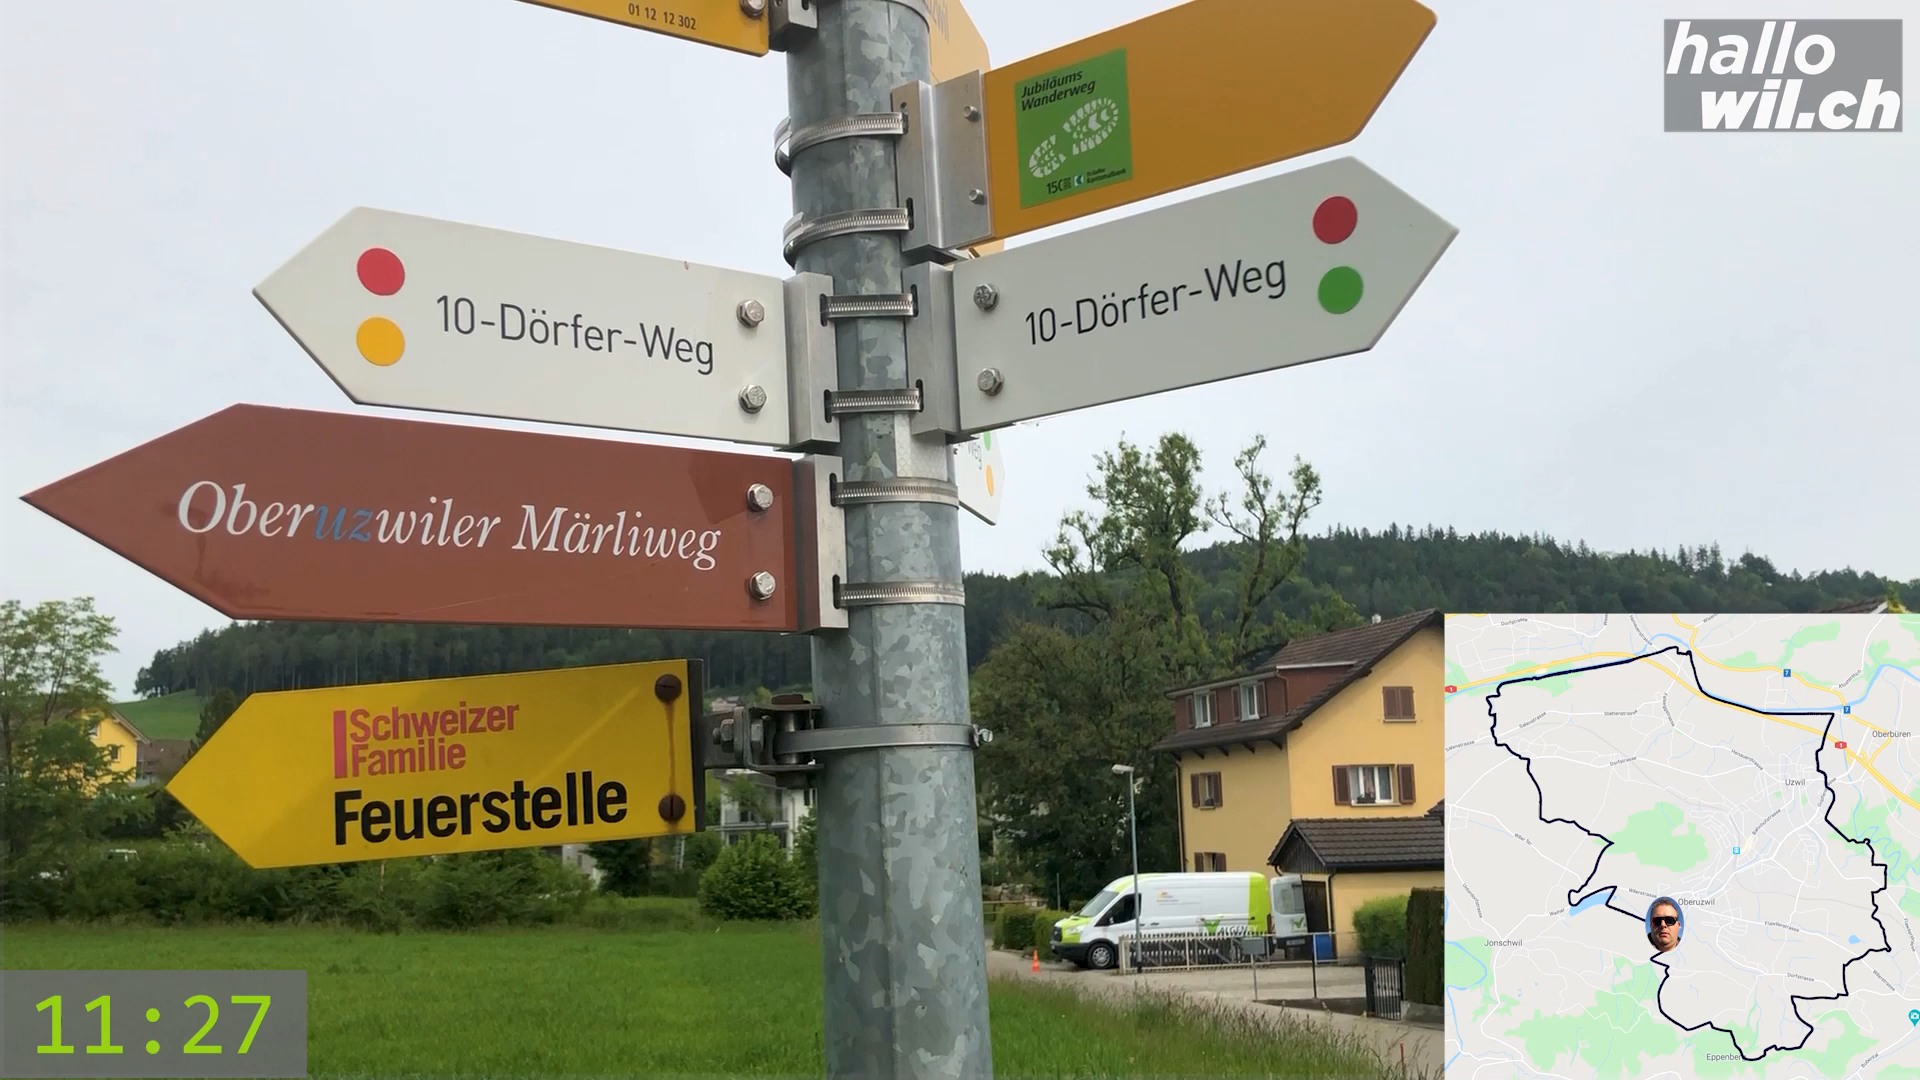 01 12 12 302
hallo
wil.ch
Jubiläums
Wanderweg
10-Dörfer-Weg
10-Dörfer-Weg
Oberuzwiler Märliweg
Schweizer
Familie
Feuerstelle
11:27
Oberbüren
Uzwil
Oberuzwil
Jonschwil
Eppenberg